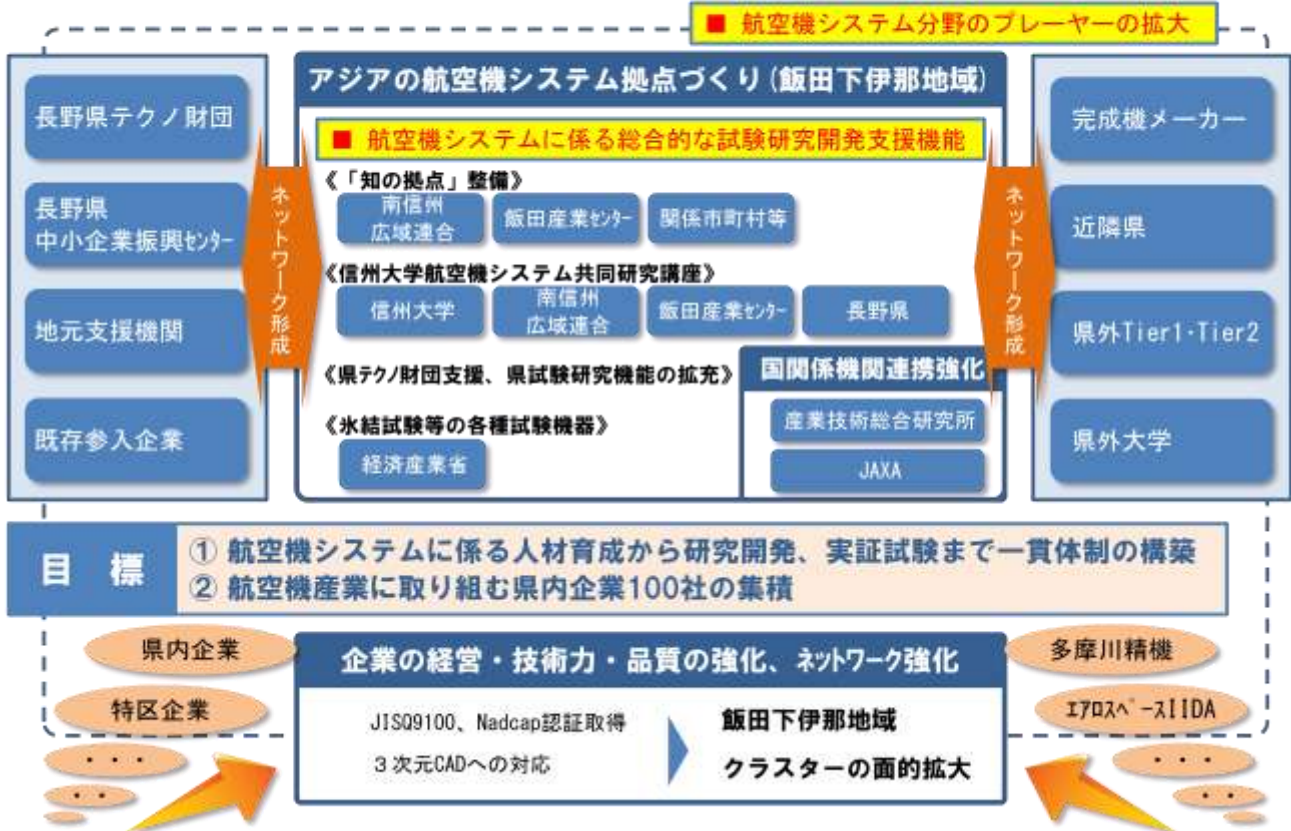 ■ 航空機システム分野のプレーヤーの拡大
長野県テクノ財団
長野県
中小企業振興ｾﾝﾀｰ
地元支援機関
既存参入企業
ネットワーク形成
アジアの航空機システム拠点づくり(飯田下伊那地域)
■ 航空機システムに係る総合的な試験研究開発支援機能
《「知の拠点」整備》
南信州
広域連合
飯田産業ｾﾝﾀｰ
関係市町村等
《信州大学航空機システム共同研究講座》
信州大学
南信州
広域連合
飯田産業ｾﾝﾀｰ
長野県
《県ﾃｸﾉ財団支援、県試験研究機能の拡充》
《氷結試験等の各種試験機器》
経済産業省
国関係機関連携強化
産業技術総合研究所
JAXA
ネットワーク形成
完成機メーカー
近隣県
県外Tier1･Tier2
県外大学
目 標
① 航空機システムに係る人材育成から研究開発、実証試験まで一貫体制の構築
② 航空機産業に取り組む県内企業100社の集積
県内企業
特区企業
・・・
・・
企業の経営・技術力・品質の強化、ﾈｯﾄﾜｰｸ強化
JISQ9100、Nadcap認証取得
３次元CADへの対応
飯田下伊那地域
クラスターの面的拡大
多摩川精機
ｴｱﾛｽﾍﾟｰｽIIDA
・・・
・・